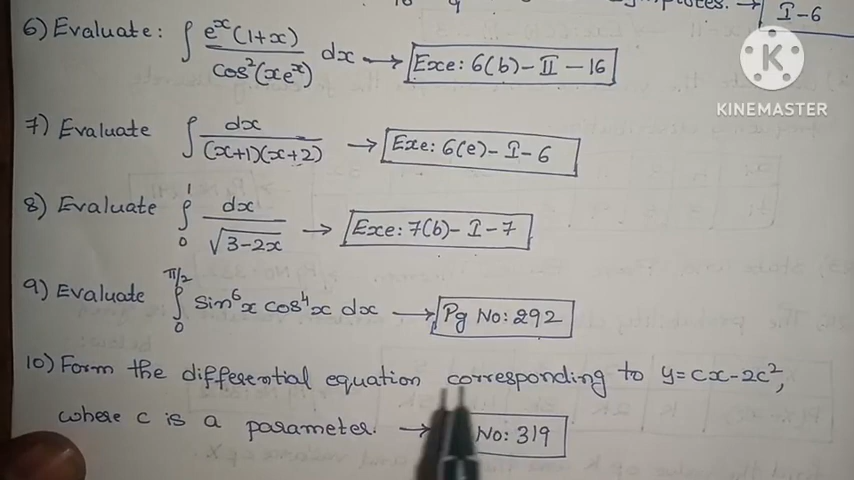 I-6
K
KINEMASTER
6) Evaluate: ∫ e^x(1+x) / cos²(xe^x) dx → Exe: 6(b)-II-16
7) Evaluate ∫ dx / (x+1)(x+2) → Exe: 6(e)-I-6
8) Evaluate ∫₀¹ dx / √(3-2x) → Exe: 7(b)-I-7
9) Evaluate ∫₀^(π/2) sin⁶x cos⁴x dx → Pg No: 292
10) Form the differential equation corresponding to y=cx-2c²,
where c is a parameter. → No: 319